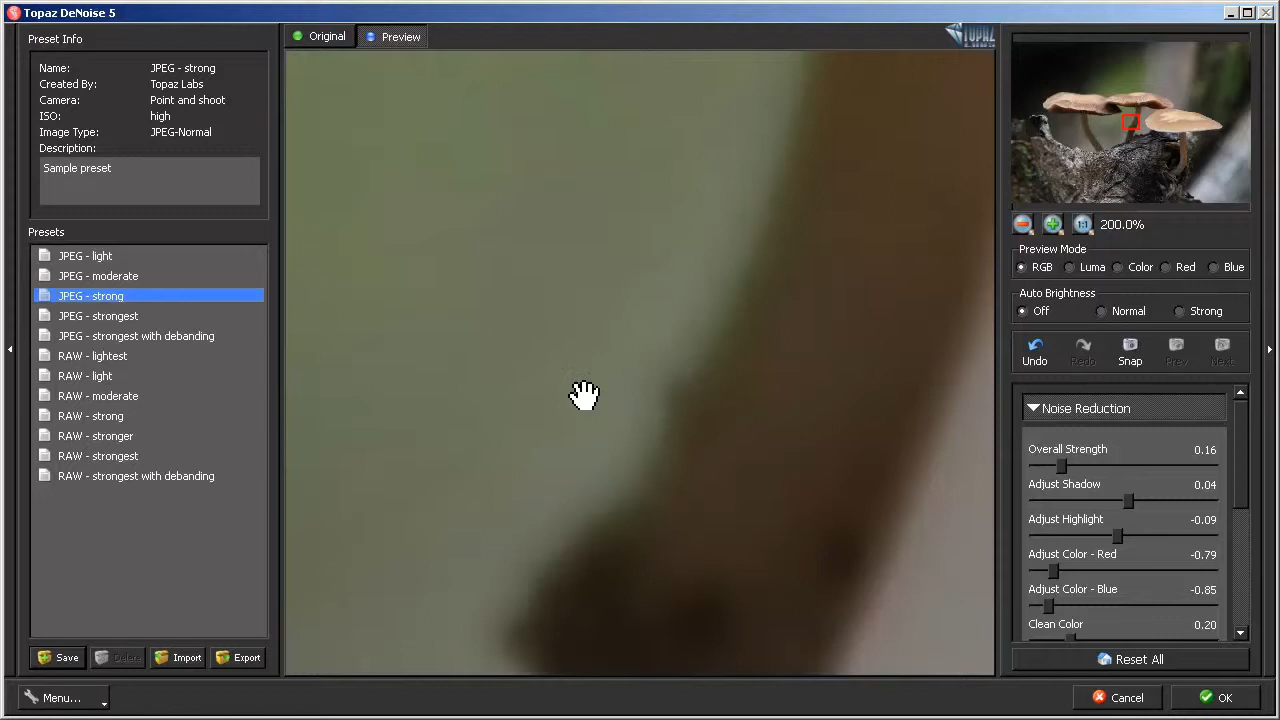 Topaz DeNoise 5
Preset Info
Name: JPEG - strong
Created By: Topaz Labs
Camera: Point and shoot
ISO: high
Image Type: JPEG-Normal
Description:
Sample preset
Presets
JPEG - light
JPEG - moderate
JPEG - strong
JPEG - strongest
JPEG - strongest with debanding
RAW - lightest
RAW - light
RAW - moderate
RAW - strong
RAW - stronger
RAW - strongest
RAW - strongest with debanding
Save Delete Import Export
Menu...
Original Preview
TOPAZ
200.0%
Preview Mode
RGB Luma Color Red Blue
Auto Brightness
Off Normal Strong
Undo Redo Snap Prev Next
Noise Reduction
Overall Strength 0.16
Adjust Shadow 0.04
Adjust Highlight -0.09
Adjust Color - Red -0.79
Adjust Color - Blue -0.85
Clean Color 0.20
Reset All
Cancel OK